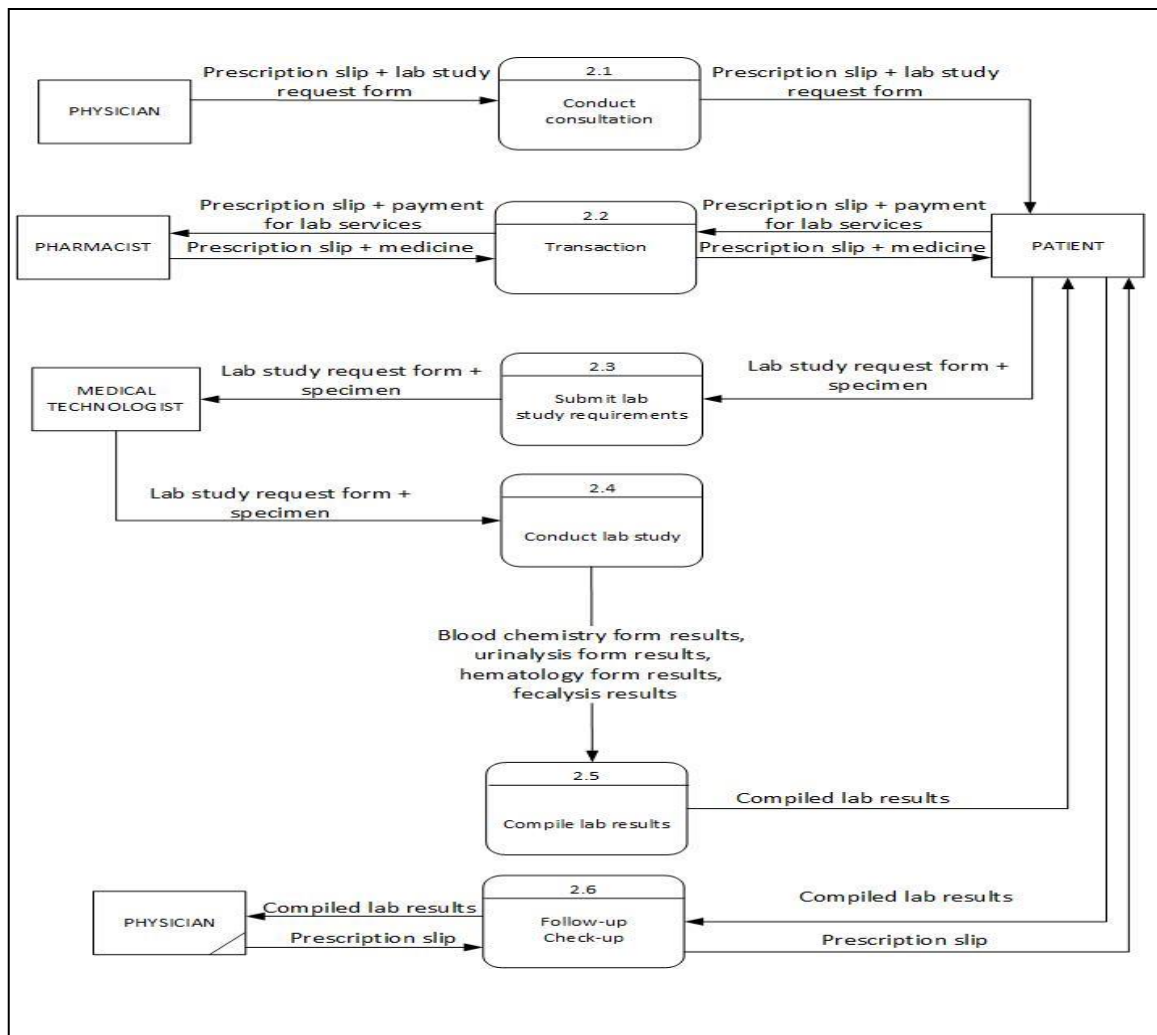 Prescription slip + lab study
request form
PHYSICIAN
2.1
Conduct
consultation
Prescription slip + lab study
request form
Prescription slip + payment
for lab services
PHARMACIST
Prescription slip + medicine
2.2
Transaction
Prescription slip + payment
for lab services
Prescription slip + medicine
PATIENT
Lab study request form +
specimen
MEDICAL
TECHNOLOGIST
2.3
Submit lab
study requirements
Lab study request form +
specimen
Lab study request form +
specimen
2.4
Conduct lab study
Blood chemistry form results,
urinalysis form results,
hematology form results,
fecalysis results
2.5
Compile lab results
Compiled lab results
PHYSICIAN
Compiled lab results
Prescription slip
2.6
Follow-up
Check-up
Compiled lab results
Prescription slip